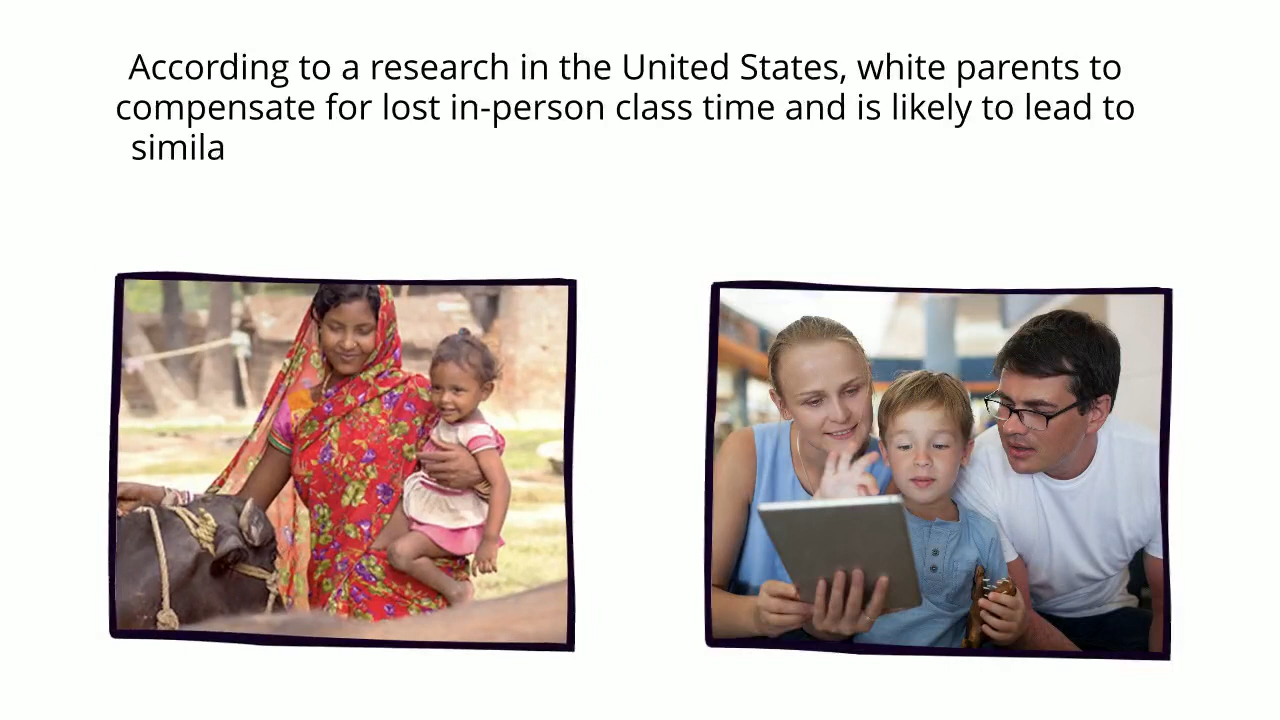 According to a research in the United States, white parents to
compensate for lost in-person class time and is likely to lead to
simila